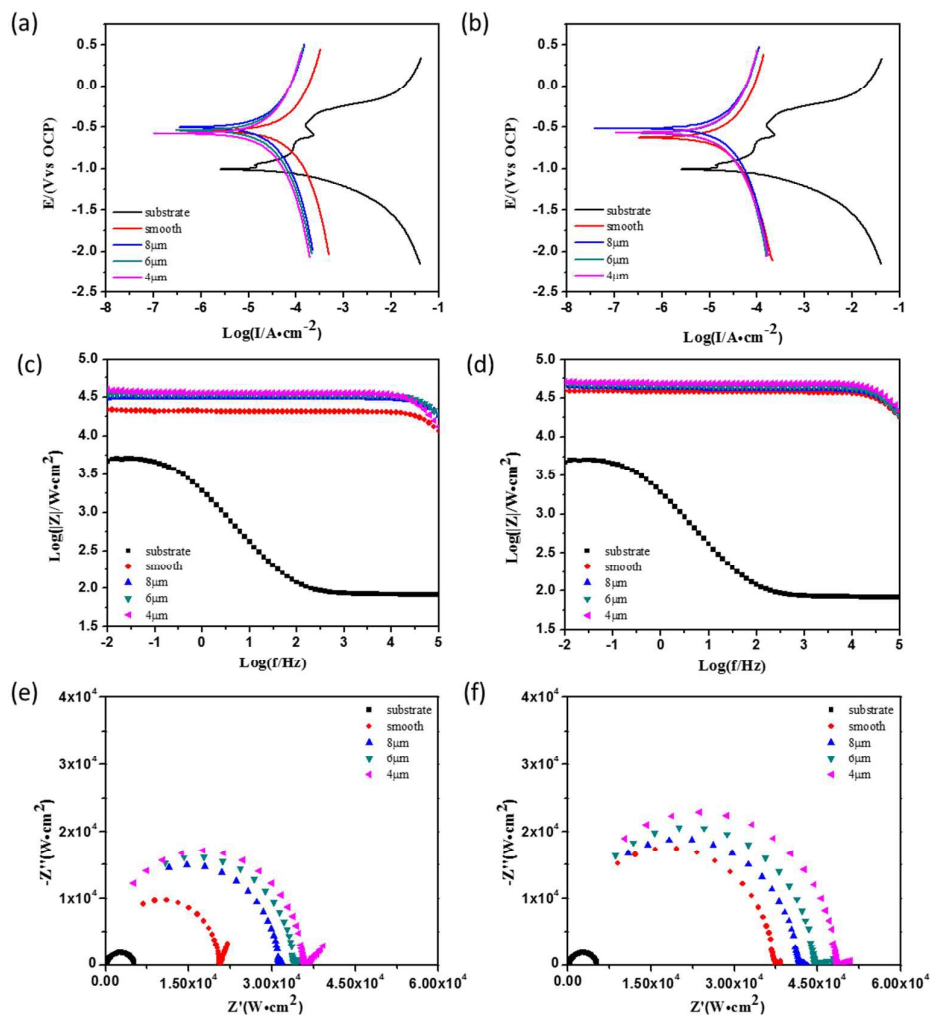 (a)
E/(Vvs OCP)
0.5
0.0
-0.5
-1.0
-1.5
-2.0
-2.5
substrate
smooth
8μm
6μm
4μm
-8 -7 -6 -5 -4 -3 -2 -1
Log(I/A•cm-2)
(b)
E/(Vvs OCP)
0.5
0.0
-0.5
-1.0
-1.5
-2.0
-2.5
substrate
smooth
8μm
6μm
4μm
-8 -7 -6 -5 -4 -3 -2 -1
Log(I/A•cm-2)
(c)
Log(|Z|/W•cm2)
5.0
4.5
4.0
3.5
3.0
2.5
2.0
1.5
substrate
smooth
8μm
6μm
4μm
-2 -1 0 1 2 3 4 5
Log(f/Hz)
(d)
Log(|Z|/W•cm2)
5.0
4.5
4.0
3.5
3.0
2.5
2.0
1.5
substrate
smooth
8μm
6μm
4μm
-2 -1 0 1 2 3 4 5
Log(f/Hz)
(e)
-Z''(W•cm2)
4x104
3x104
2x104
1x104
0
substrate
smooth
8μm
6μm
4μm
0 1.50x104 3.00x104 4.50x104 6.00x104
Z'(W•cm2)
(f)
-Z''(W•cm2)
4x104
3x104
2x104
1x104
0
substrate
smooth
8μm
6μm
4μm
0 1.50x104 3.00x104 4.50x104 6.00x104
Z'(W•cm2)